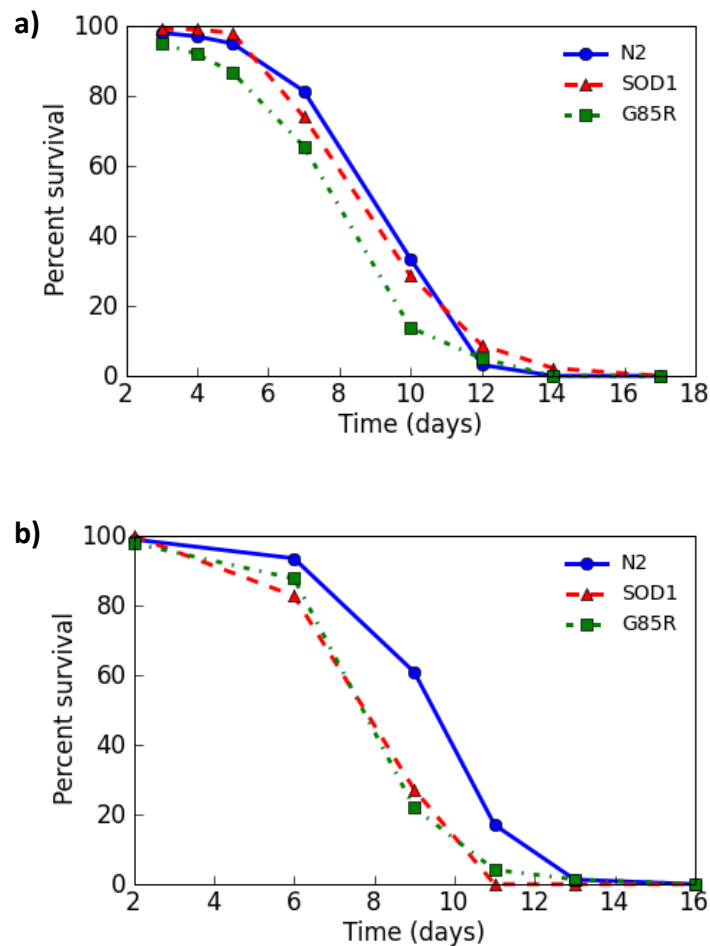 a)
100
80
60
40
20
0
Percent survival
N2
SOD1
G85R
2 4 6 8 10 12 14 16 18
Time (days)
b)
100
80
60
40
20
0
Percent survival
N2
SOD1
G85R
2 4 6 8 10 12 14 16
Time (days)